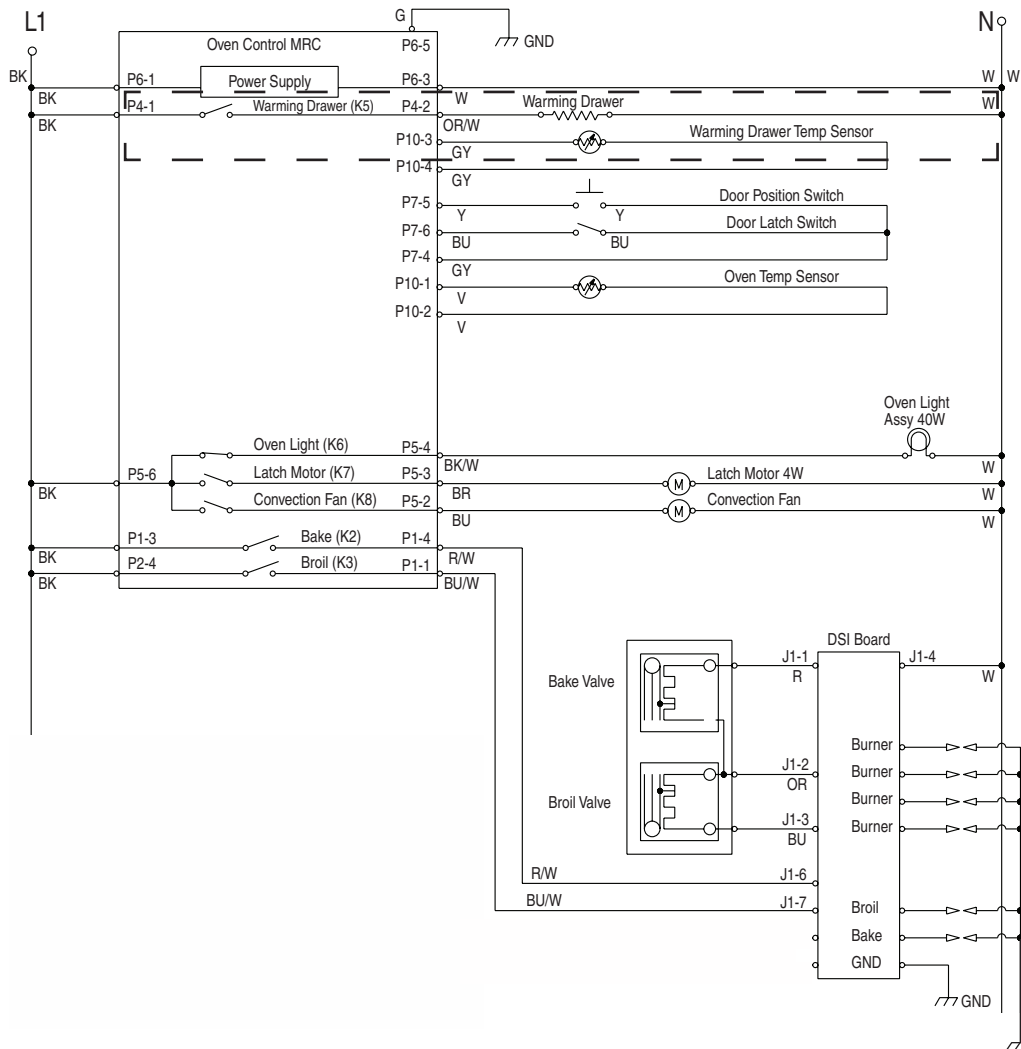 L1
G
N
GND
Oven Control MRC
P6-5
BK
P6-1
Power Supply
P6-3
W
W
BK
W
P4-1
Warming Drawer (K5)
P4-2
Warming Drawer
W
BK
OR/W
P10-3
Warming Drawer Temp Sensor
GY
P10-4
GY
P7-5
Door Position Switch
Y
Y
P7-6
Door Latch Switch
BU
BU
P7-4
GY
P10-1
Oven Temp Sensor
V
P10-2
V
Oven Light
Assy 40W
Oven Light (K6)
P5-4
BK/W
W
P5-6
Latch Motor (K7)
P5-3
M
Latch Motor 4W
BK
BR
W
Convection Fan (K8)
P5-2
M
Convection Fan
BU
W
P1-3
Bake (K2)
P1-4
BK
R/W
P2-4
Broil (K3)
P1-1
BK
BU/W
DSI Board
Bake Valve
J1-1
R
J1-4
W
Burner
J1-2
OR
Burner
Broil Valve
Burner
J1-3
BU
Burner
R/W
J1-6
BU/W
J1-7
Broil
Bake
GND
GND